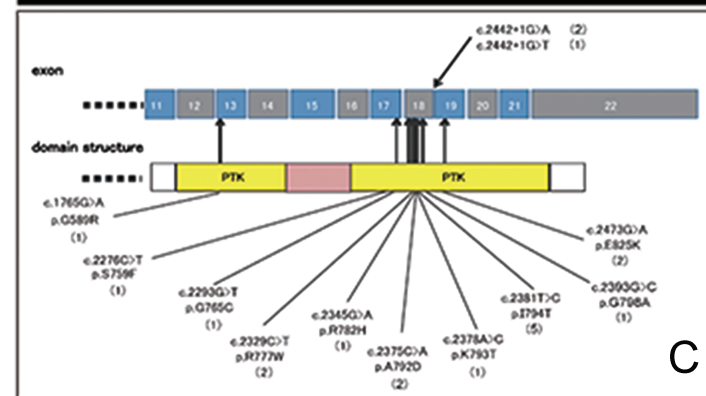 c.2442+1G>A (2)
c.2442+1G>T (1)
exon
11 12 13 14 15 16 17 18 19 20 21 22
domain structure
PTK PTK
c.1765G>A
p.G589R
(1)
c.2276C>T
p.S759F
(1)
c.2293G>T
p.G765C
(1)
c.2329C>T
p.R777W
(2)
c.2345G>A
p.R782H
(1)
c.2375C>A
p.A792D
(2)
c.2378A>C
p.K793T
(1)
c.2381T>C
p.I794T
(5)
c.2393G>C
p.G798A
(1)
c.2473G>A
p.E825K
(2)
C